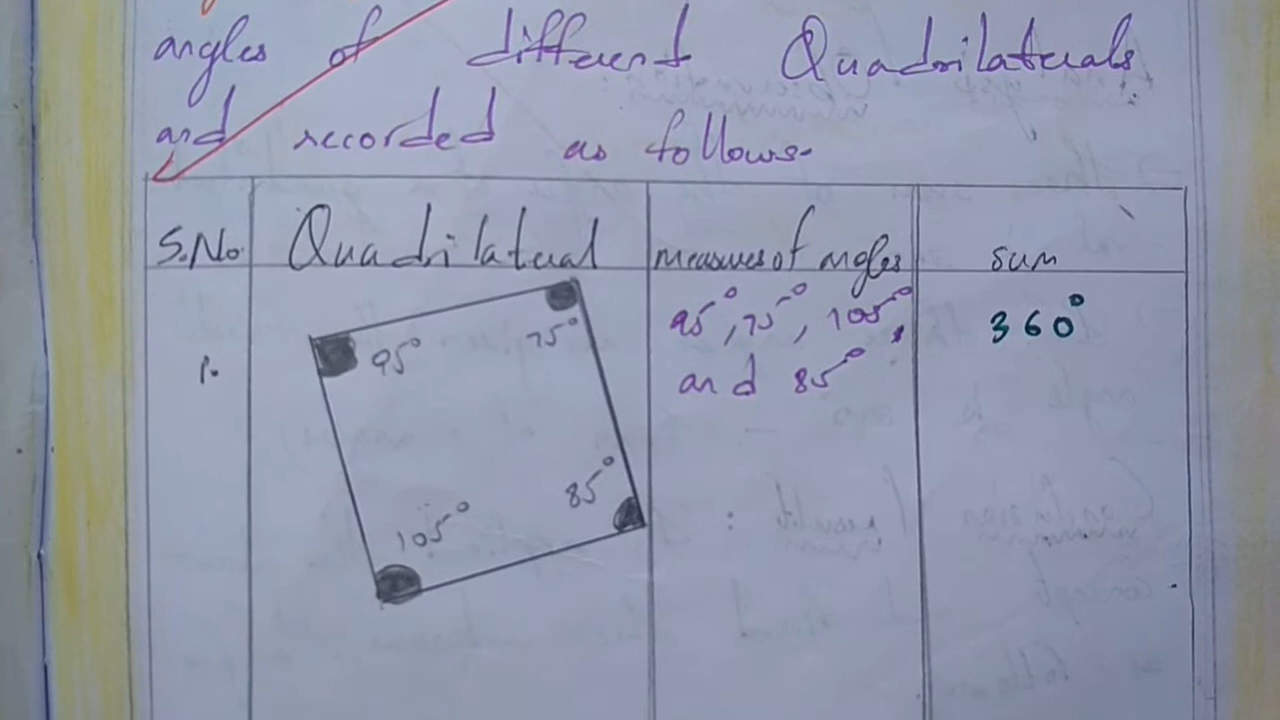 angles of different Quadrilaterals
and recorded as follows.
S.No Quadrilateral measures of angles sum
1. 95°, 75°, 105°, 360°
and 85°
95° 75°
105° 85°